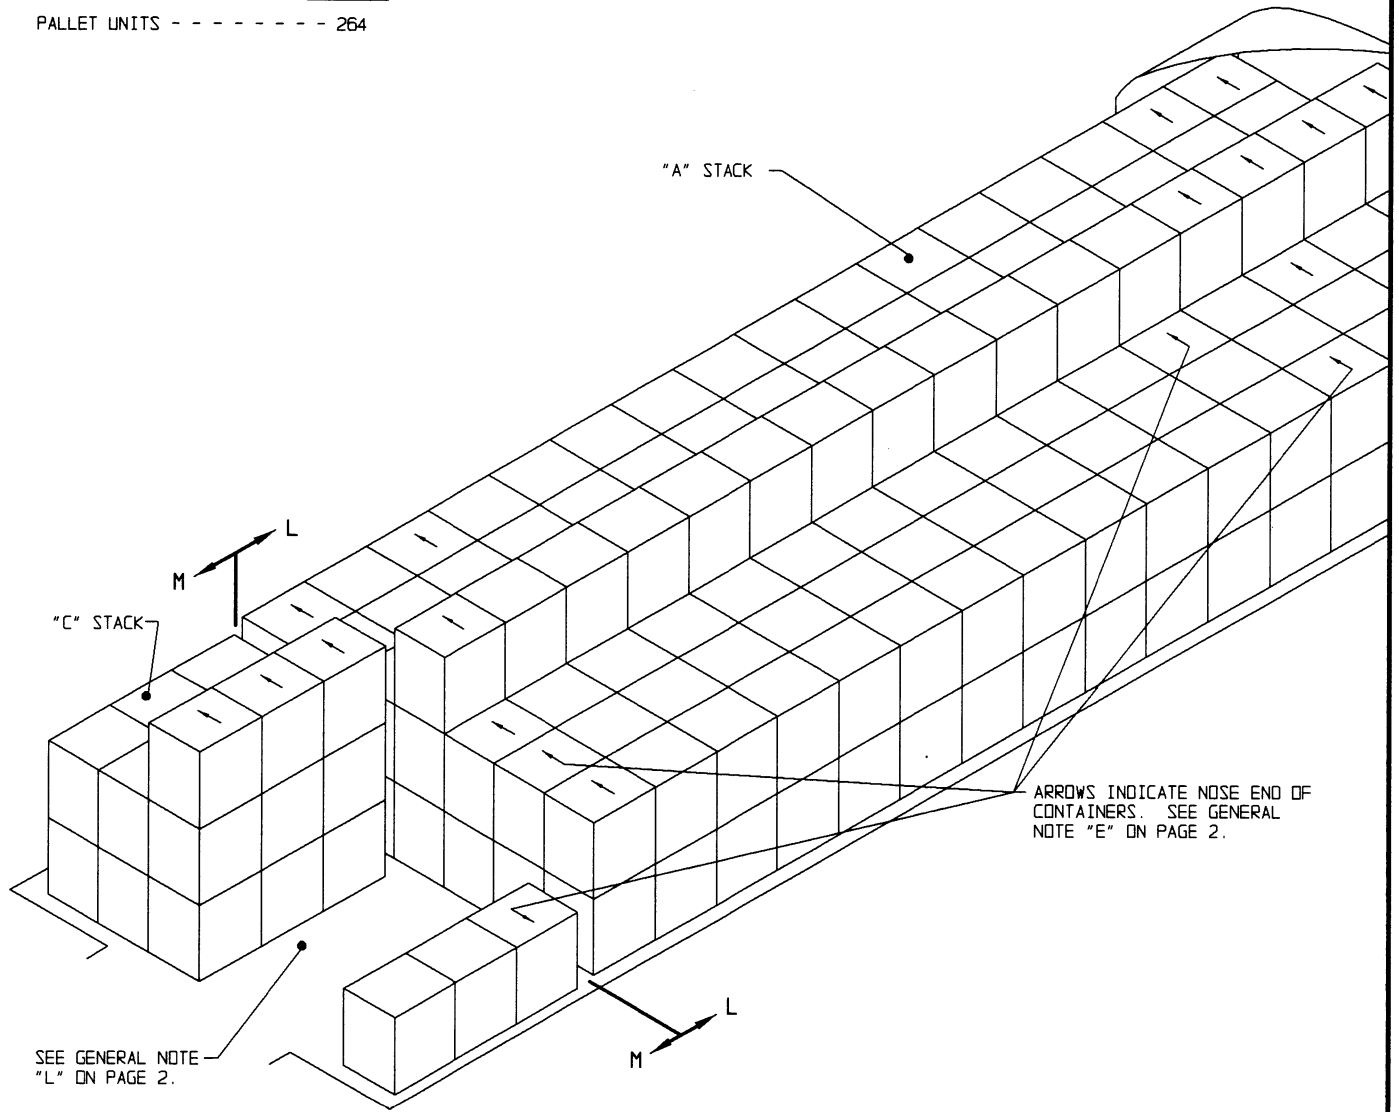 PALLET UNITS - - - - - - - - 264
"A" STACK
L
M
"C" STACK
ARROWS INDICATE NOSE END OF
CONTAINERS. SEE GENERAL
NOTE "E" ON PAGE 2.
L
M
SEE GENERAL NOTE
"L" ON PAGE 2.